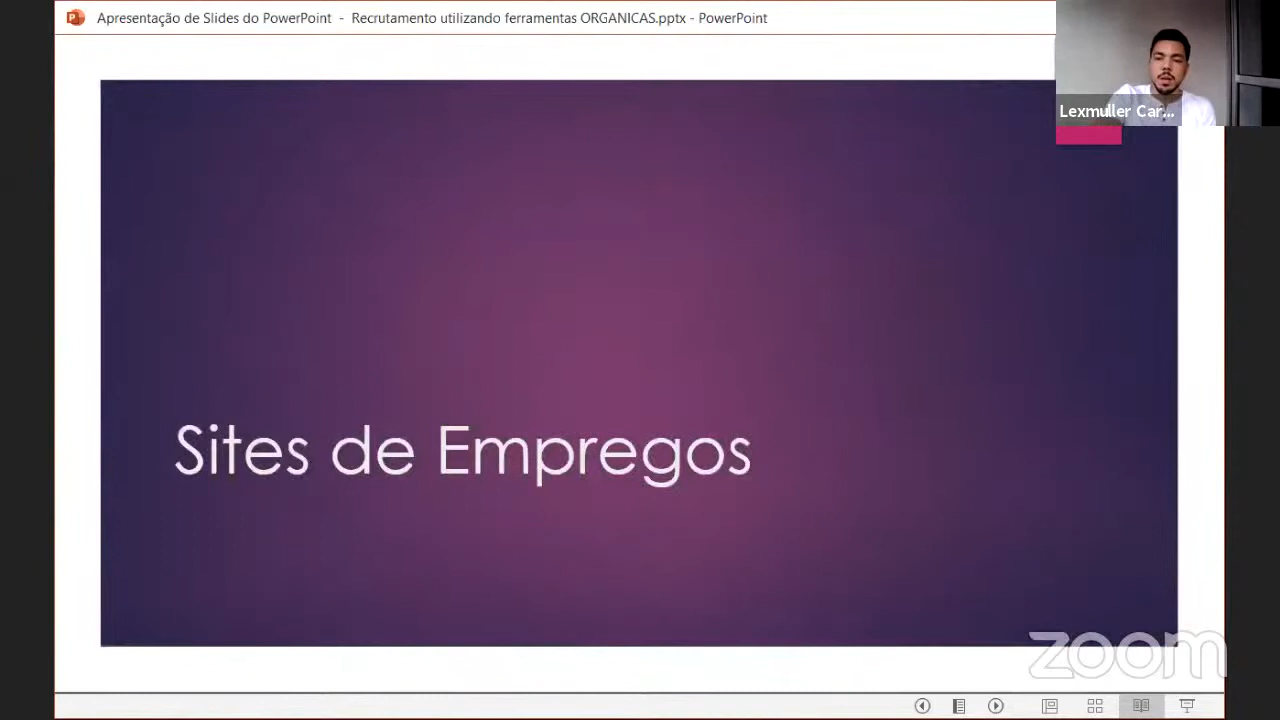 Apresentação de Slides do PowerPoint - Recrutamento utilizando ferramentas ORGANICAS.pptx - PowerPoint
Lexmuller Car...
Sites de Empregos
zoom